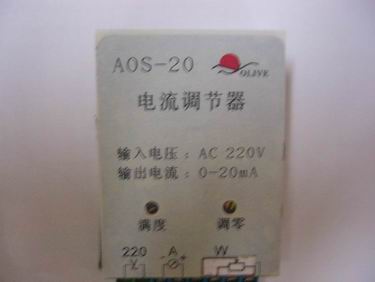 AOS-20 OLIVE
电流调节器
输入电压：AC 220V
输出电流：0-20mA
满度 调零
220 A W
V